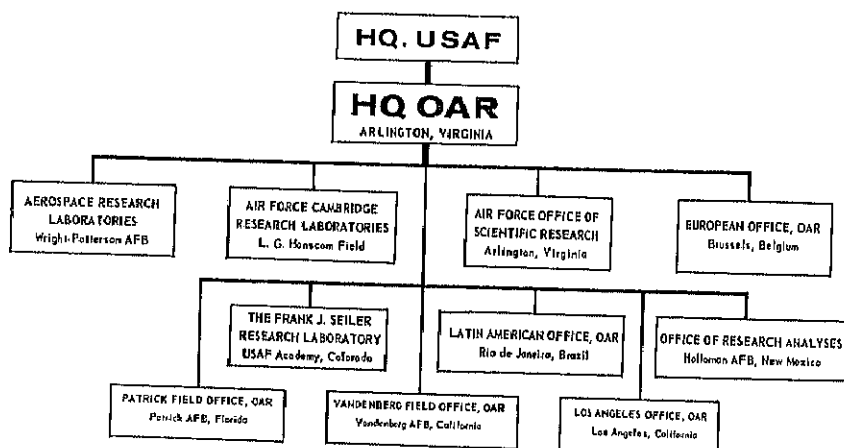 HQ. USAF
HQ OAR
ARLINGTON, VIRGINIA
AEROSPACE RESEARCH
LABORATORIES
Wright-Patterson AFB
AIR FORCE CAMBRIDGE
RESEARCH LABORATORIES
L. G. Hanscom Field
AIR FORCE OFFICE OF
SCIENTIFIC RESEARCH
Arlington, Virginia
EUROPEAN OFFICE, OAR
Brussels, Belgium
THE FRANK J. SEILER
RESEARCH LABORATORY
USAF Academy, Colorado
LATIN AMERICAN OFFICE, OAR
Rio de Janeiro, Brazil
OFFICE OF RESEARCH ANALYSES
Holloman AFB, New Mexico
PATRICK FIELD OFFICE, OAR
Patrick AFB, Florida
VANDENBERG FIELD OFFICE, OAR
Vandenberg AFB, California
LOS ANGELES OFFICE, OAR
Los Angeles, California